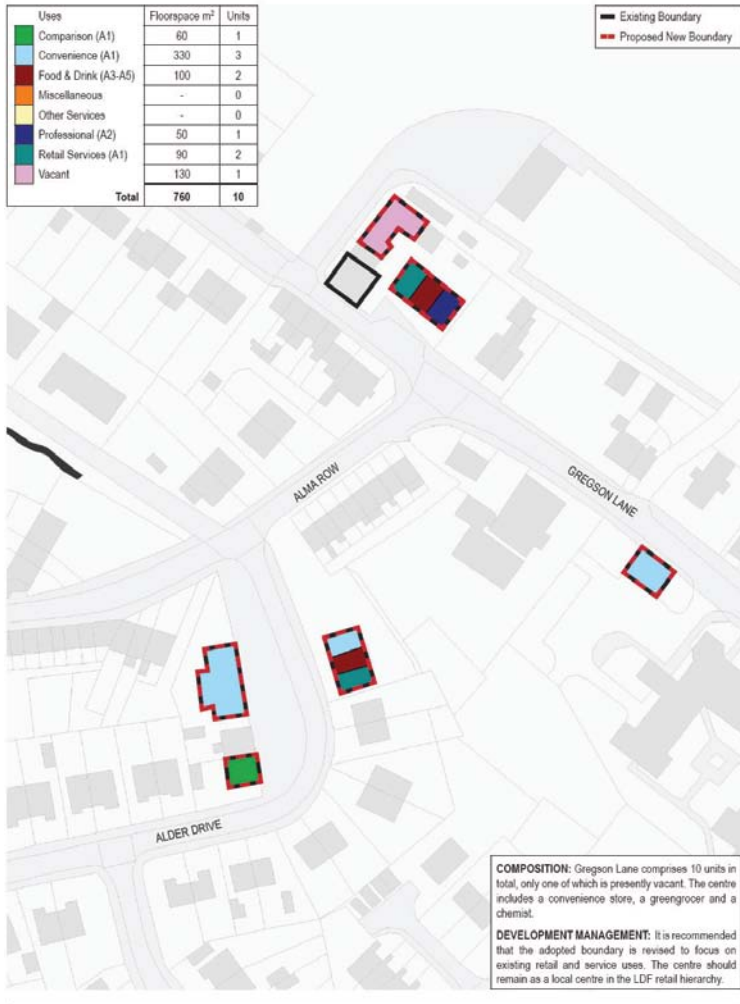 Uses Floorspace m² Units
Comparison (A1) 60 1
Convenience (A1) 330 3
Food & Drink (A3-A5) 100 2
Miscellaneous - 0
Other Services - 0
Professional (A2) 50 1
Retail Services (A1) 90 2
Vacant 130 1
Total 760 10
Existing Boundary
Proposed New Boundary
ALMA ROW
GREGSON LANE
ALDER DRIVE
COMPOSITION: Gregson Lane comprises 10 units in
total, only one of which is presently vacant. The centre
includes a convenience store, a greengrocer and a
chemist.
DEVELOPMENT MANAGEMENT: It is recommended
that the adopted boundary is revised to focus on
existing retail and service uses. The centre should
remain as a local centre in the LDF retail hierarchy.